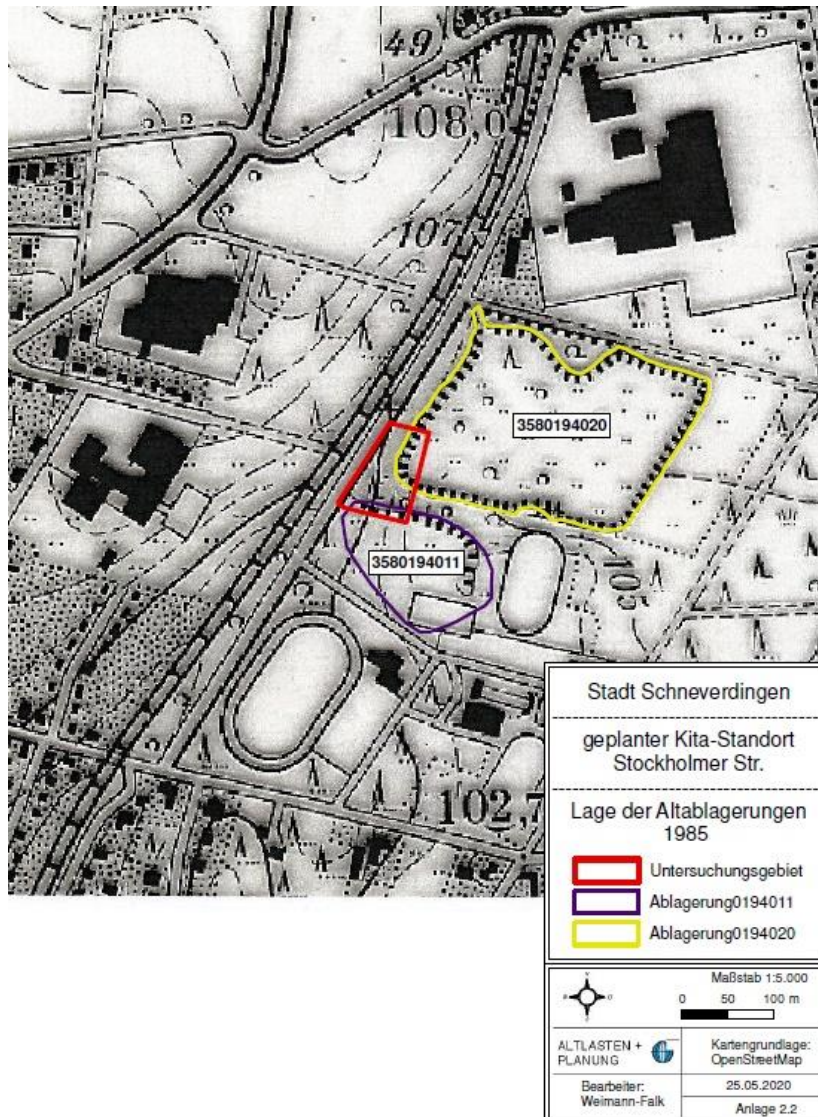 49
108,0
107
3580194020
3580194011
105
102,7
Stadt Schneverdingen
geplanter Kita-Standort
Stockholmer Str.
Lage der Altablagerungen
1985
Untersuchungsgebiet
Ablagerung0194011
Ablagerung0194020
Maßstab 1:5.000
0 50 100 m
ALTLASTEN +
PLANUNG
Kartengrundlage:
OpenStreetMap
Bearbeiter:
Weimann-Falk
25.05.2020
Anlage 2.2